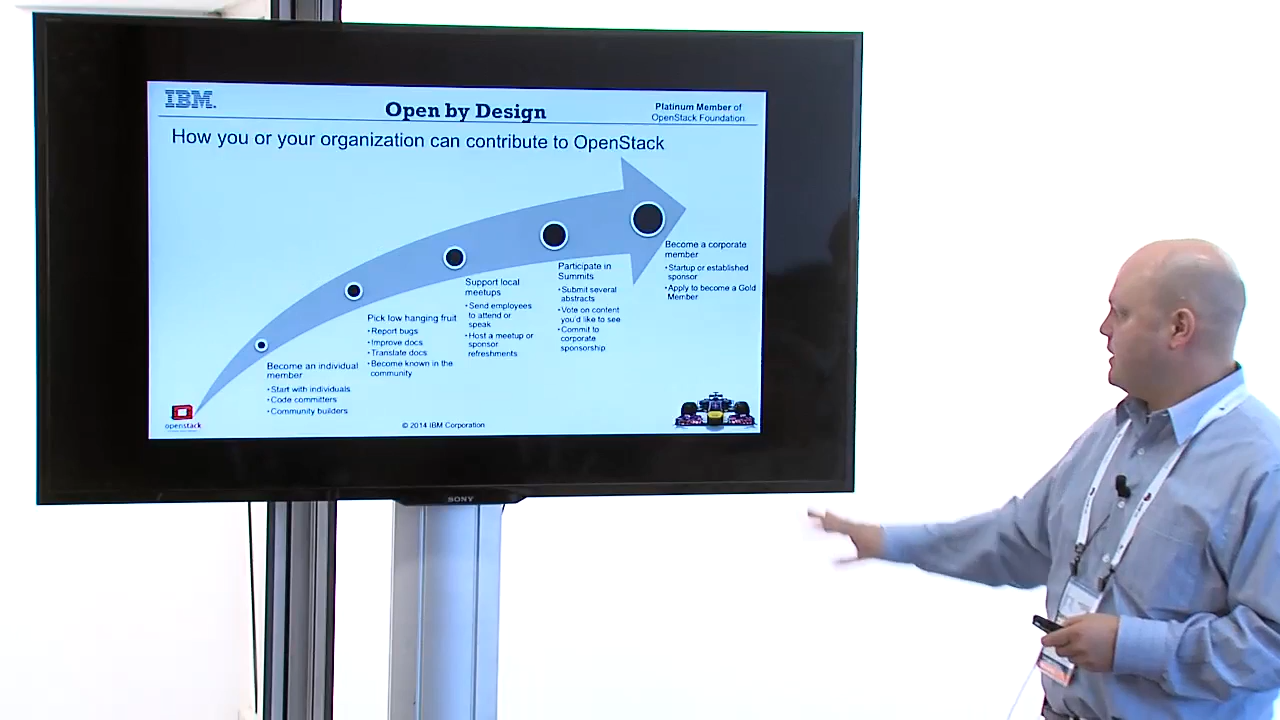 IBM.
Open by Design
Platinum Member of
OpenStack Foundation
How you or your organization can contribute to OpenStack
Become an individual
member
•Start with individuals
•Code committers
•Community builders
Pick low hanging fruit
•Report bugs
•Improve docs
•Translate docs
•Become known in the
community
Support local
meetups
•Send employees
to attend or
speak
•Host a meetup or
sponsor
refreshments
Participate in
Summits
•Submit several
abstracts
•Vote on content
you'd like to see
•Commit to
corporate
sponsorship
Become a corporate
member
•Startup or established
sponsor
•Apply to become a Gold
Member
openstack
© 2014 IBM Corporation
SONY